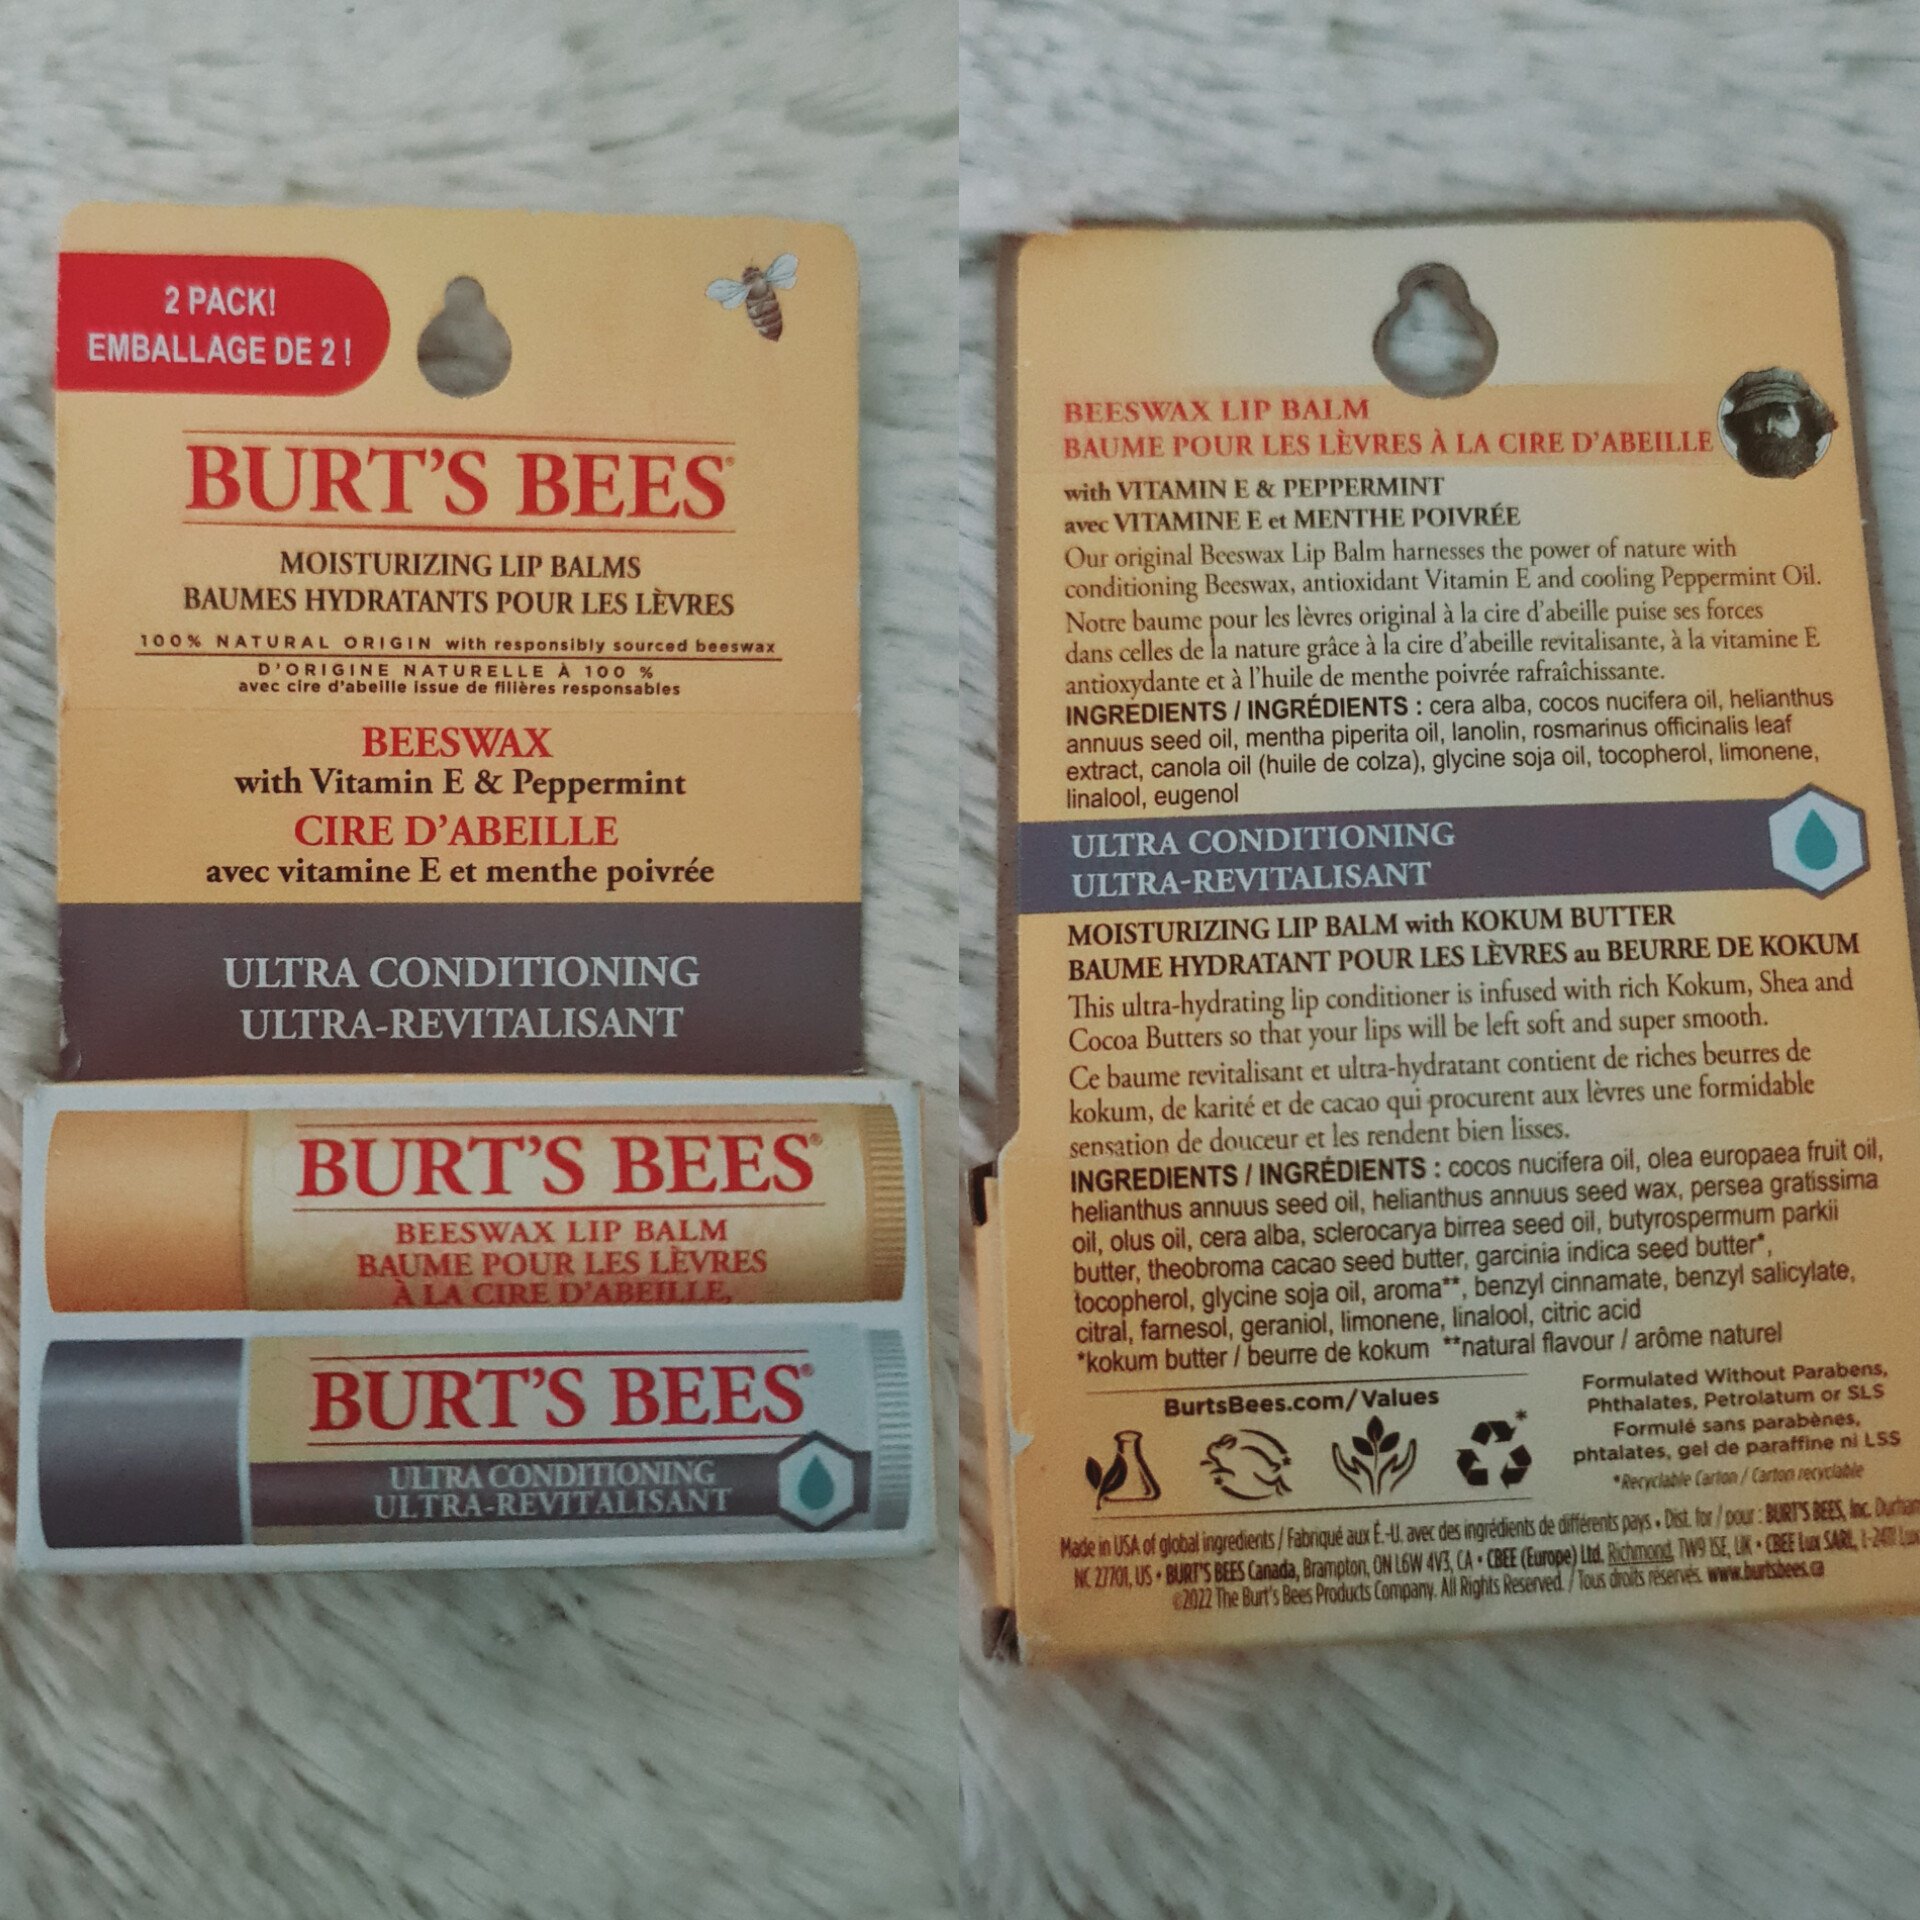 2 PACK!
EMBALLAGE DE 2 !
BURT'S BEES®
MOISTURIZING LIP BALMS
BAUMES HYDRATANTS POUR LES LÈVRES
100% NATURAL ORIGIN with responsibly sourced beeswax
D'ORIGINE NATURELLE À 100 %
avec cire d'abeille issue de filières responsables
BEESWAX
with Vitamin E & Peppermint
CIRE D'ABEILLE
avec vitamine E et menthe poivrée
ULTRA CONDITIONING
ULTRA-REVITALISANT
BURT'S BEES®
BEESWAX LIP BALM
BAUME POUR LES LÈVRES
À LA CIRE D'ABEILLE,
BURT'S BEES®
ULTRA CONDITIONING
ULTRA-REVITALISANT
BEESWAX LIP BALM
BAUME POUR LES LÈVRES À LA CIRE D'ABEILLE
with VITAMIN E & PEPPERMINT
avec VITAMINE E et MENTHE POIVRÉE
Our original Beeswax Lip Balm harnesses the power of nature with
conditioning Beeswax, antioxidant Vitamin E and cooling Peppermint Oil.
Notre baume pour les lèvres original à la cire d'abeille puise ses forces
dans celles de la nature grâce à la cire d'abeille revitalisante, à la vitamine E
antioxydante et à l'huile de menthe poivrée rafraîchissante.
INGREDIENTS / INGRÉDIENTS : cera alba, cocos nucifera oil, helianthus
annuus seed oil, mentha piperita oil, lanolin, rosmarinus officinalis leaf
extract, canola oil (huile de colza), glycine soja oil, tocopherol, limonene,
linalool, eugenol
ULTRA CONDITIONING
ULTRA-REVITALISANT
MOISTURIZING LIP BALM with KOKUM BUTTER
BAUME HYDRATANT POUR LES LÈVRES au BEURRE DE KOKUM
This ultra-hydrating lip conditioner is infused with rich Kokum, Shea and
Cocoa Butters so that your lips will be left soft and super smooth.
Ce baume revitalisant et ultra-hydratant contient de riches beurres de
kokum, de karité et de cacao qui procurent aux lèvres une formidable
sensation de douceur et les rendent bien lisses.
INGREDIENTS / INGRÉDIENTS : cocos nucifera oil, olea europaea fruit oil,
helianthus annuus seed oil, helianthus annuus seed wax, persea gratissima
oil, olus oil, cera alba, sclerocarya birrea seed oil, butyrospermum parkii
butter, theobroma cacao seed butter, garcinia indica seed butter*,
tocopherol, glycine soja oil, aroma**, benzyl cinnamate, benzyl salicylate,
citral, farnesol, geraniol, limonene, linalool, citric acid
*kokum butter / beurre de kokum **natural flavour / arôme naturel
BurtsBees.com/Values
*
Formulated Without Parabens,
Phthalates, Petrolatum or SLS
Formulé sans parabènes,
phtalates, gel de paraffine ni LSS
*Recyclable Carton / Carton recyclable
Made in USA of global ingredients / Fabriqué aux É.-U. avec des ingrédients de différents pays • Dist. for / pour : BURT'S BEES, Inc. Durham
NC 27701, US • BURT'S BEES Canada, Brampton, ON L6W 4V3, CA • CBEE (Europe) Ltd. Richmond, TW9 1SE, UK • CBEE Lux SARL, L-2411
©2022 The Burt's Bees Products Company. All Rights Reserved. / Tous droits réservés. www.burtsbees.ca